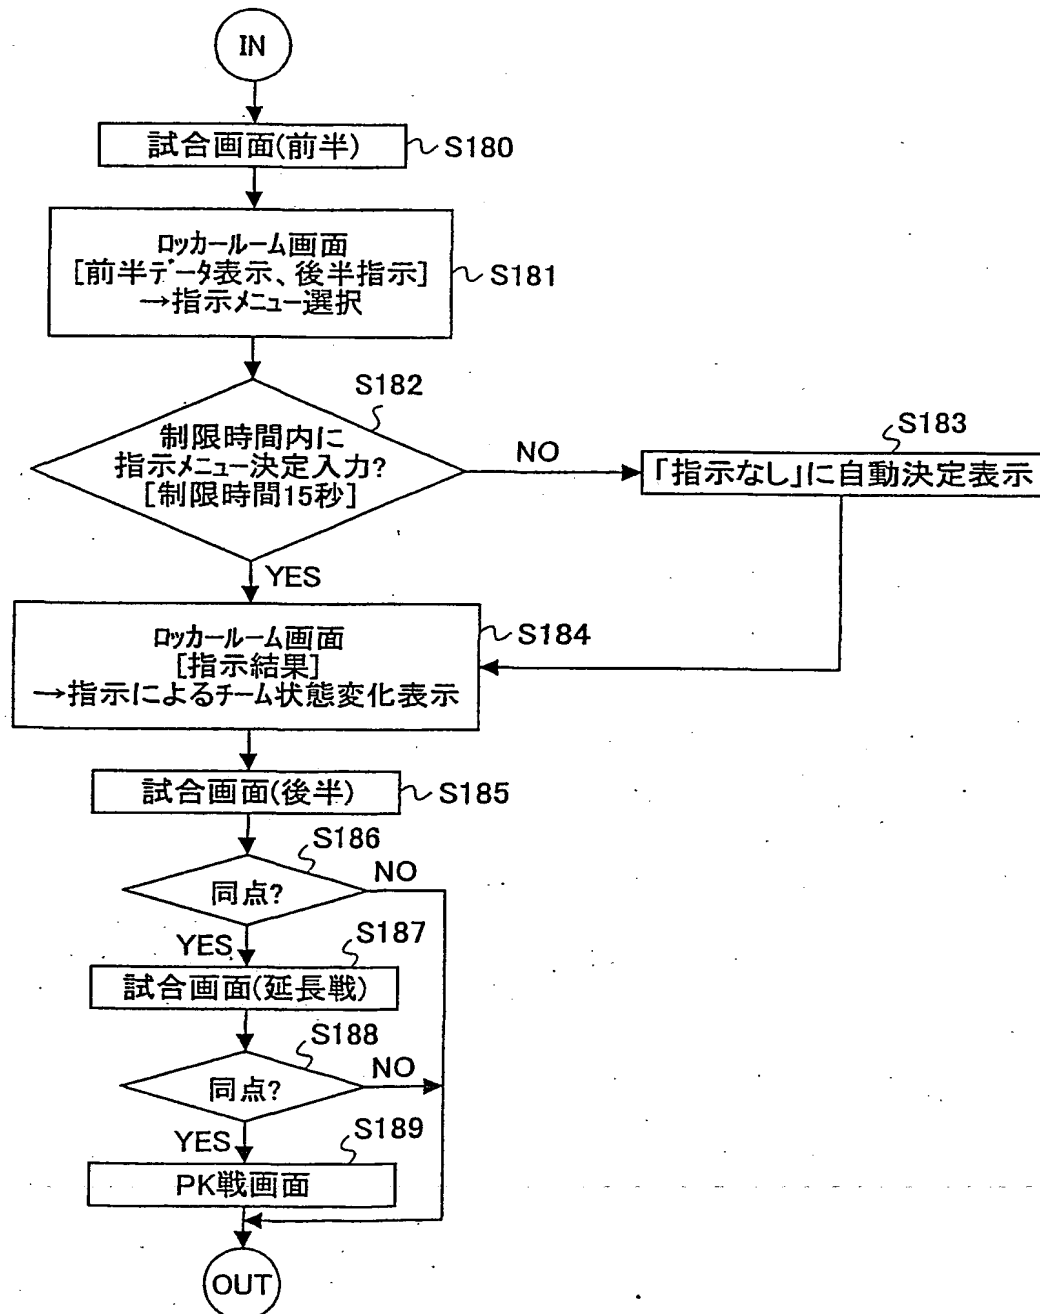 IN
試合画面(前半)
S180
ロッカールーム画面
[前半データ表示、後半指示]
→指示メニュー選択
S181
S182
制限時間内に
指示メニュー決定入力?
[制限時間15秒]
NO
S183
「指示なし」に自動決定表示
YES
ロッカールーム画面
[指示結果]
→指示によるチーム状態変化表示
S184
試合画面(後半)
S185
S186
同点?
NO
YES
S187
試合画面(延長戦)
S188
同点?
NO
YES
S189
PK戦画面
OUT